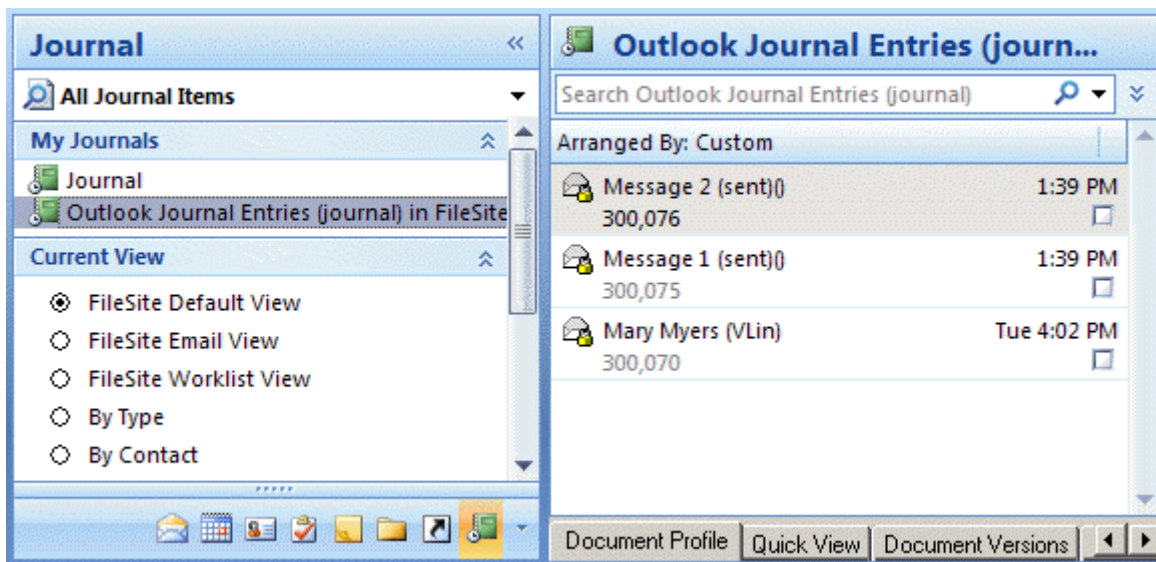 Journal
All Journal Items
My Journals
Journal
Outlook Journal Entries (journal) in FileSite
Current View
FileSite Default View
FileSite Email View
FileSite Worklist View
By Type
By Contact
Outlook Journal Entries (journ...
Search Outlook Journal Entries (journal)
Arranged By: Custom
Message 2 (sent)() 1:39 PM
300,076
Message 1 (sent)() 1:39 PM
300,075
Mary Myers (VLin) Tue 4:02 PM
300,070
Document Profile Quick View Document Versions